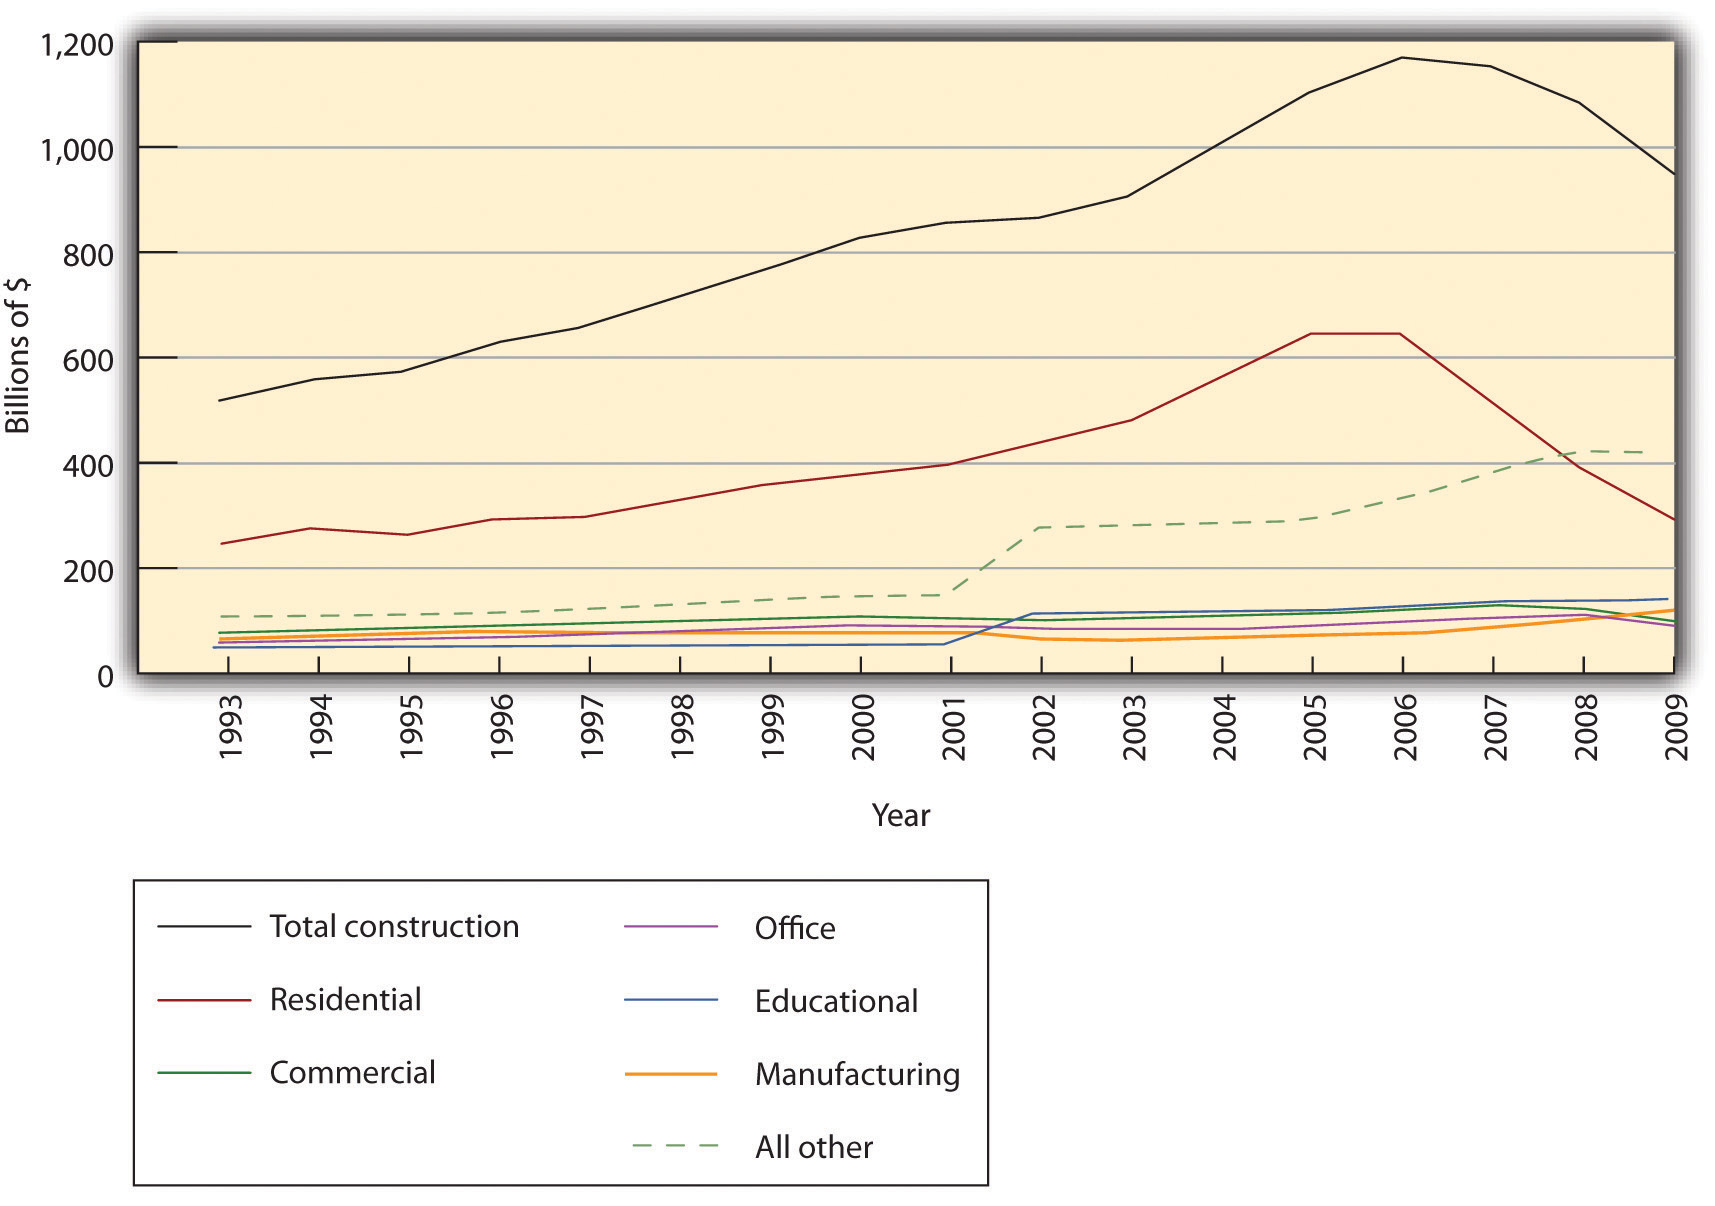 1,200
1,000
800
600
400
200
0
Billions of $
1993
1994
1995
1996
1997
1998
1999
2000
2001
2002
2003
2004
2005
2006
2007
2008
2009
Year
Total construction
Residential
Commercial
Office
Educational
Manufacturing
All other